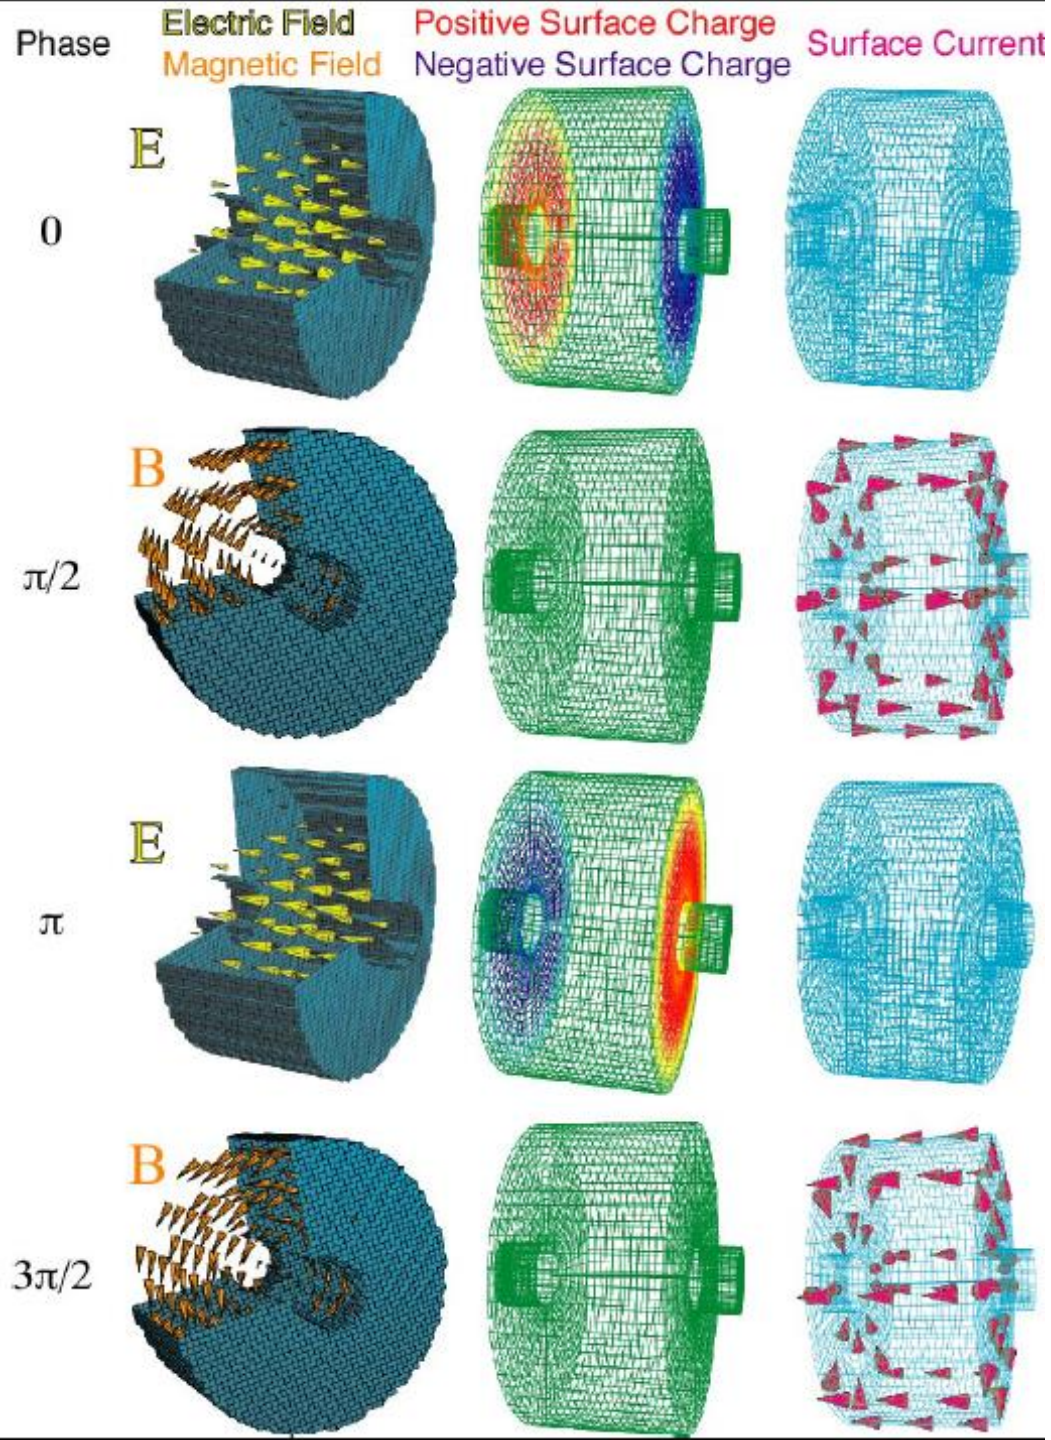 Phase
Electric Field
Magnetic Field
Positive Surface Charge
Negative Surface Charge
Surface Current
E
0
B
π/2
E
π
B
3π/2